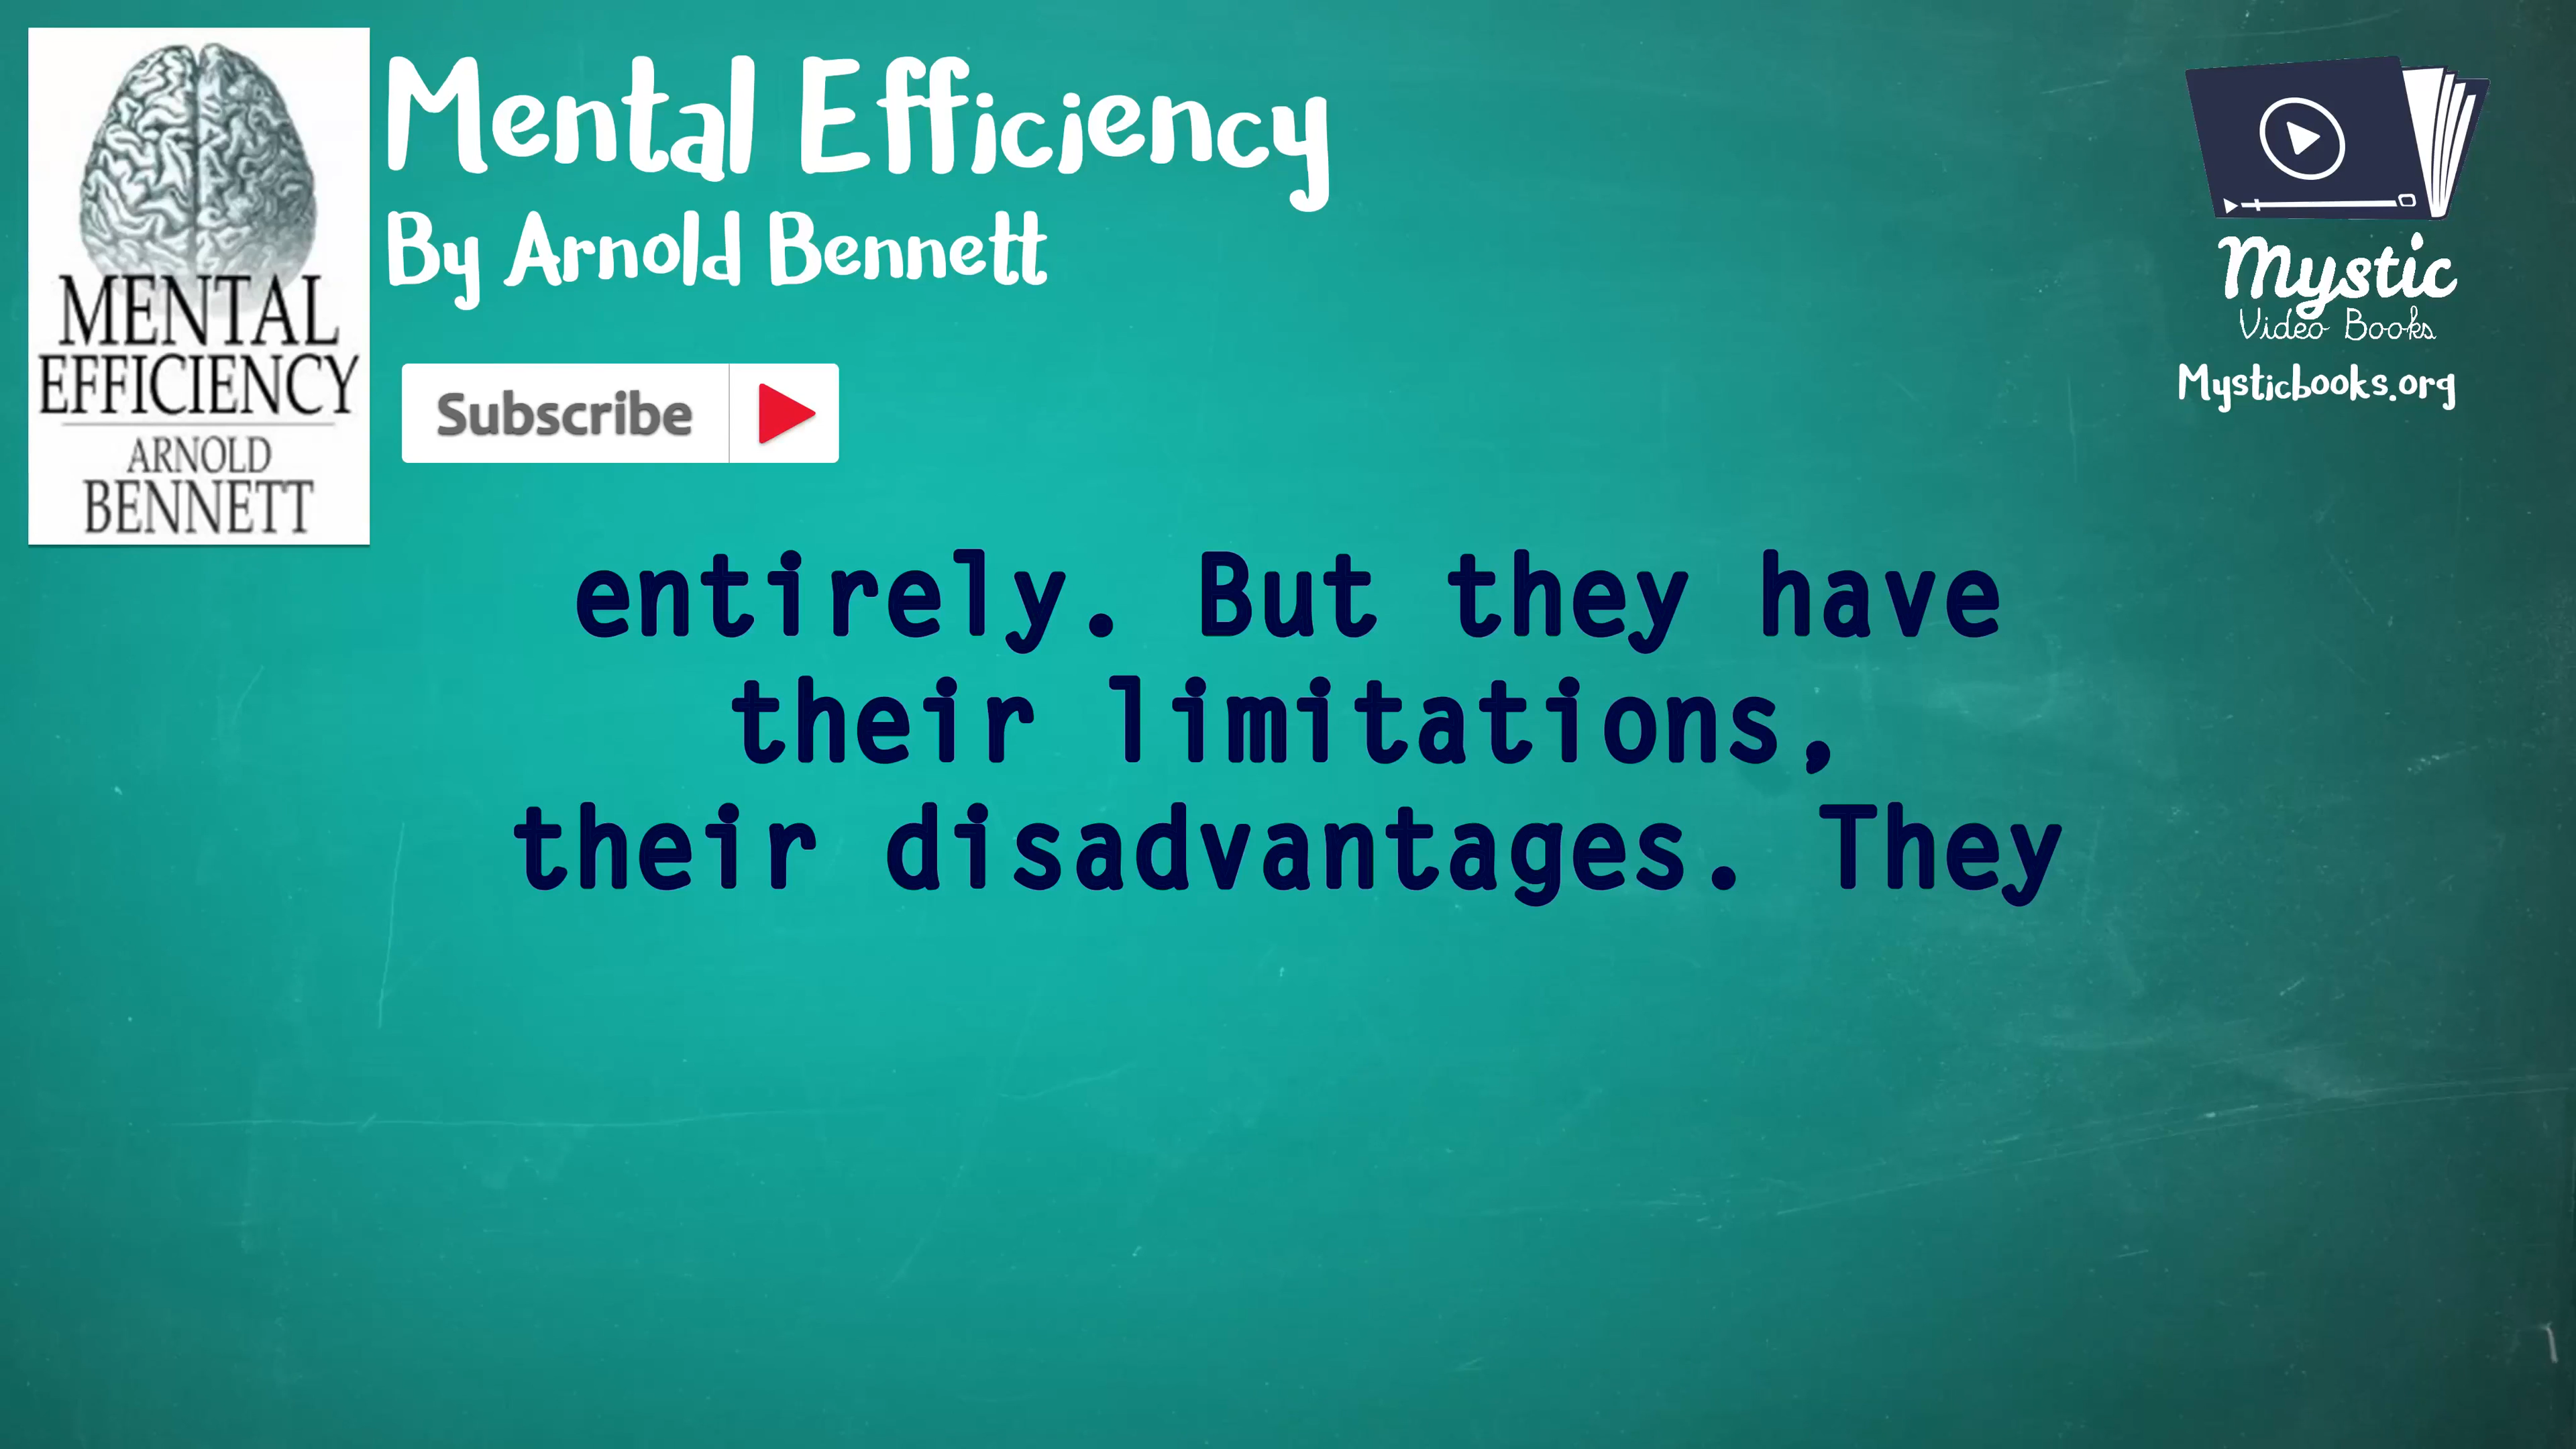 MENTAL
EFFICIENCY
ARNOLD
BENNETT
Mental Efficiency
By Arnold Bennett
Subscribe
Mystic
Video Books
Mysticbooks.org
entirely. But they have
their limitations,
their disadvantages. They